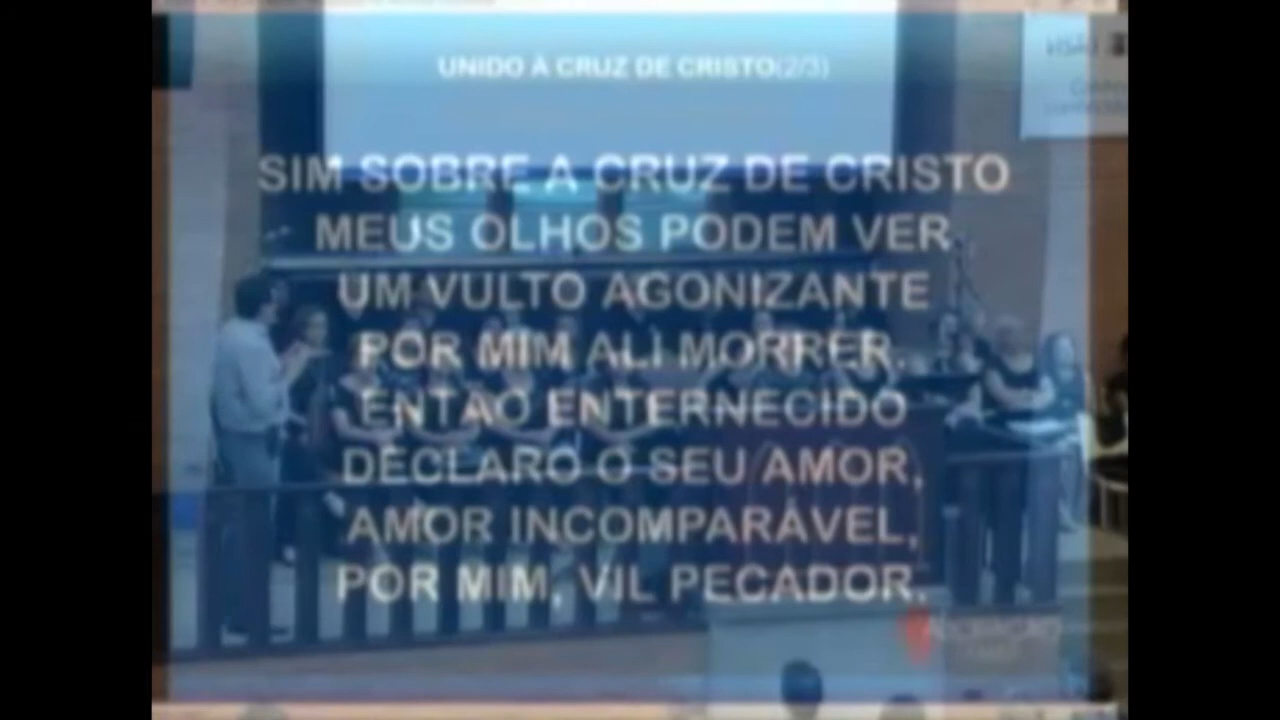 UNIDO À CRUZ DE CRISTO(2/3)
SIM SOBRE A CRUZ DE CRISTO
MEUS OLHOS PODEM VER
UM VULTO AGONIZANTE
POR MIM ALI MORRER.
ENTÃO ENTERNECIDO
DECLARO O SEU AMOR,
AMOR INCOMPARÁVEL,
POR MIM, VIL PECADOR.